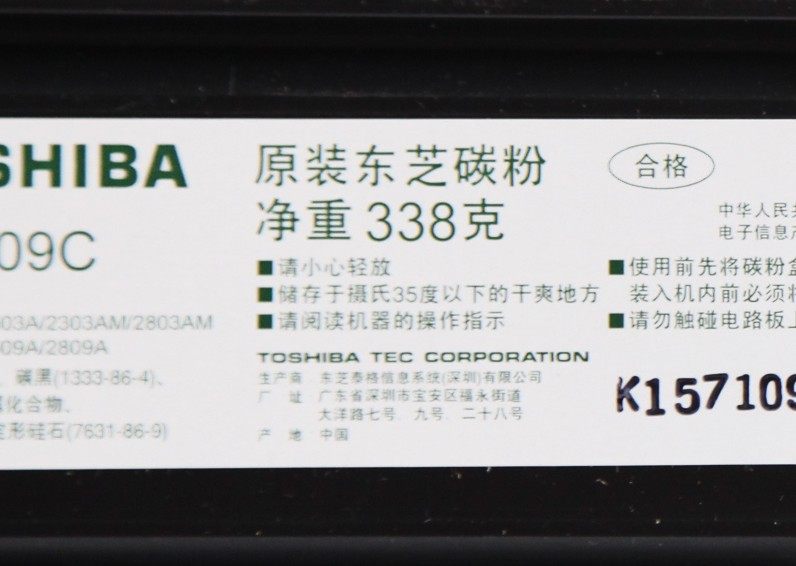 SHIBA
09C
03A/2303AM/2803AM
09A/2809A
碳黑(1333-86-4)、
化合物、
定形硅石(7631-86-9)
原装东芝碳粉
净重 338克
■请小心轻放
■储存于摄氏35度以下的干爽地方
■请阅读机器的操作指示
TOSHIBA TEC CORPORATION
生产商：东芝泰格信息系统(深圳)有限公司
厂 址：广东省深圳市宝安区福永街道
大洋路七号、九号、二十八号
产 地：中国
合格
中华人民
电子信息
■使用前先将碳粉盒
装入机内前必须
■请勿触碰电路板上
K157109